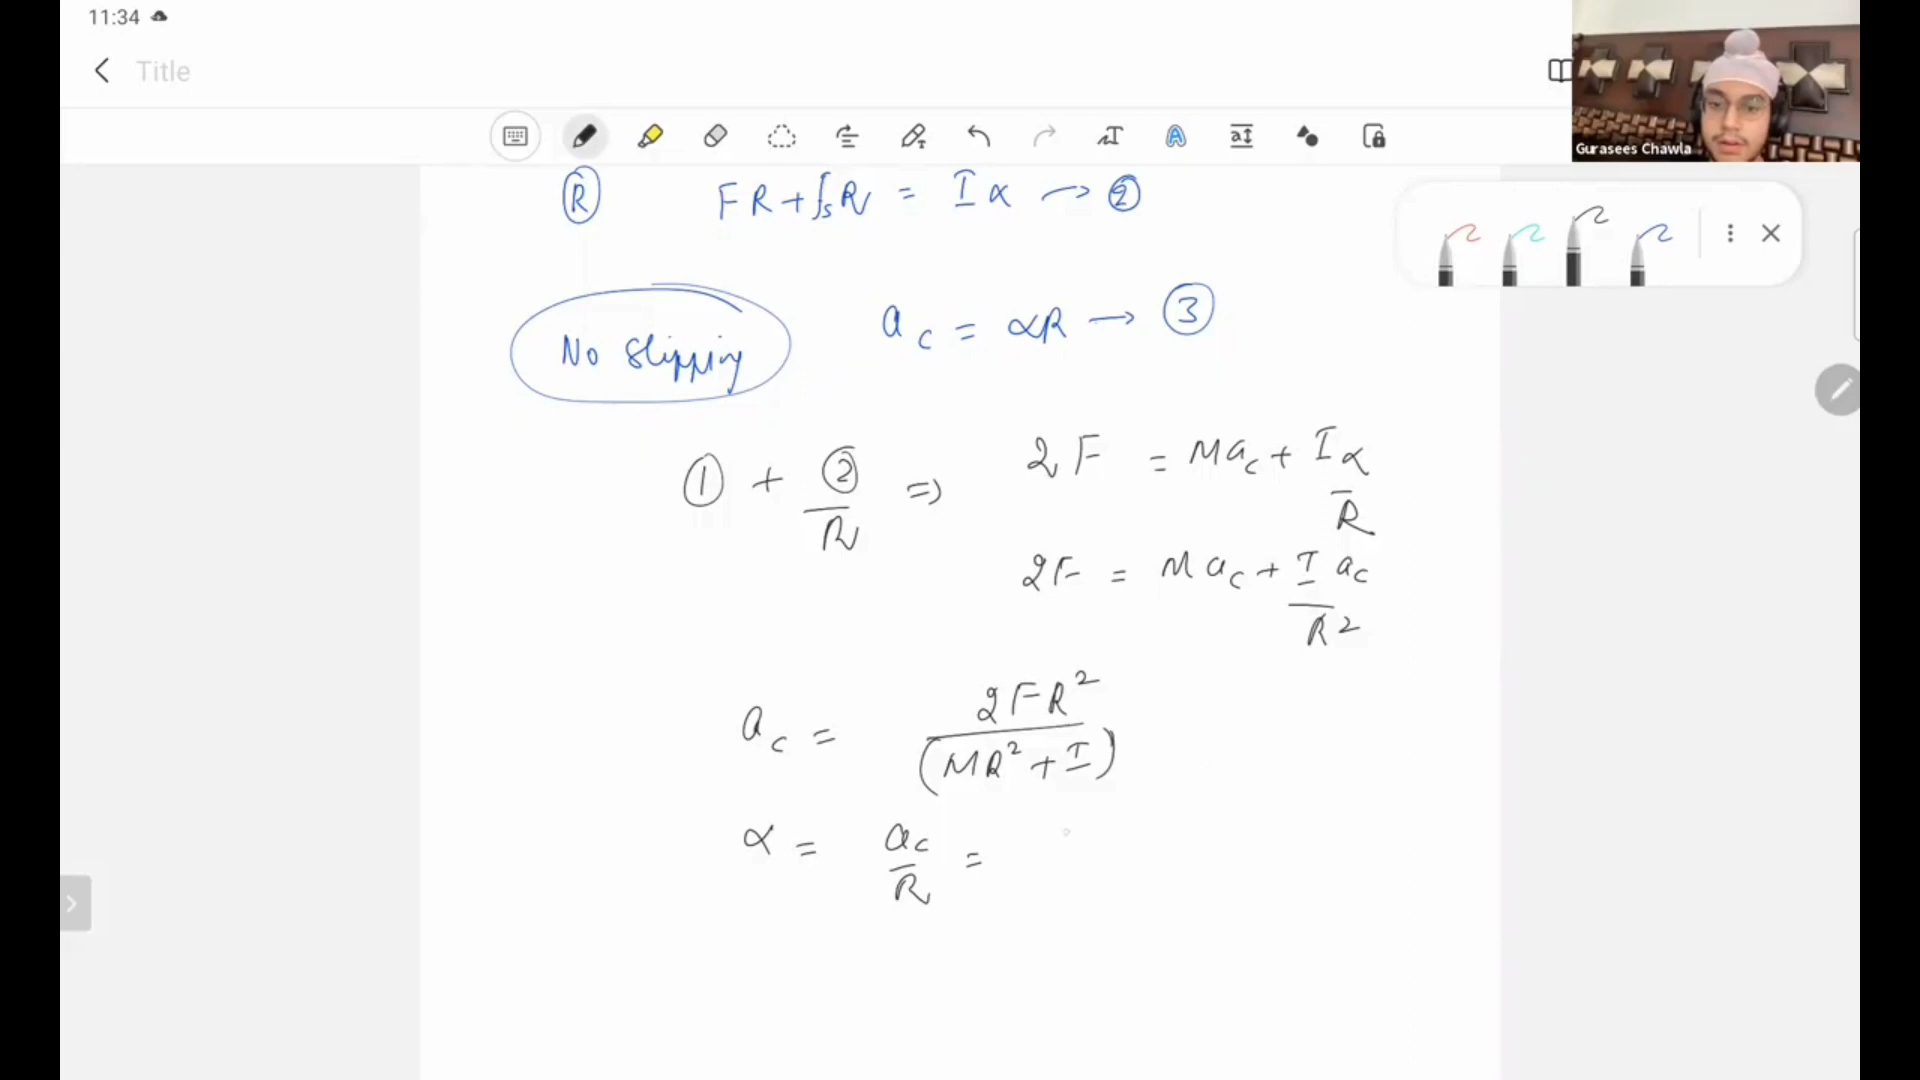 11:34
Title
Gurasees Chawla
R FR + fsR = Iα → ②
No slipping ac = αR → ③
① + ②/R ⇒ 2F = Mac + Iα/R
2F = Mac + I ac/R²
ac = 2FR²/(MR² + I)
α = ac/R =